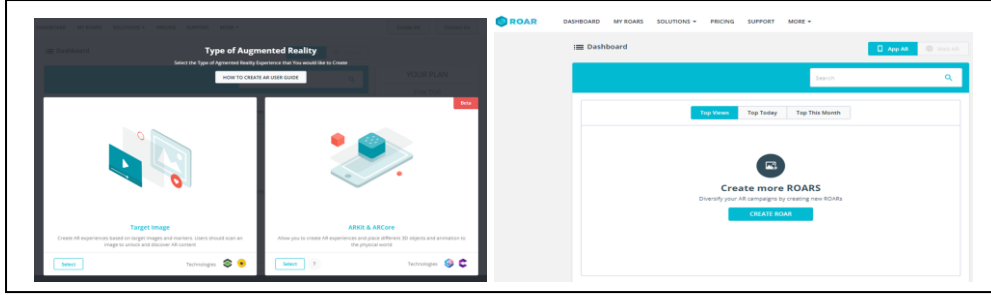 Type of Augmented Reality
Select the Type of Agmented Reality Experience that You would like to Create
HOW TO CREATE AR USER GUIDE
Dashboard
YOUR PLAN
Beta
Target Image
Create AR experiences based on target images and markers. Users should scan an
image to unlock and discover AR content
Select
Technologies
ARKit & ARCore
Allow you to create AR experiences and place different 3D objects and animation to
the physical world
Select
?
Technologies
ROAR
DASHBOARD MY ROARS SOLUTIONS PRICING SUPPORT MORE
Dashboard
App AR
Web AR
Search
Top Views
Top Today
Top This Month
Create more ROARS
Diversify your AR campaigns by creating new ROARs
CREATE ROAR